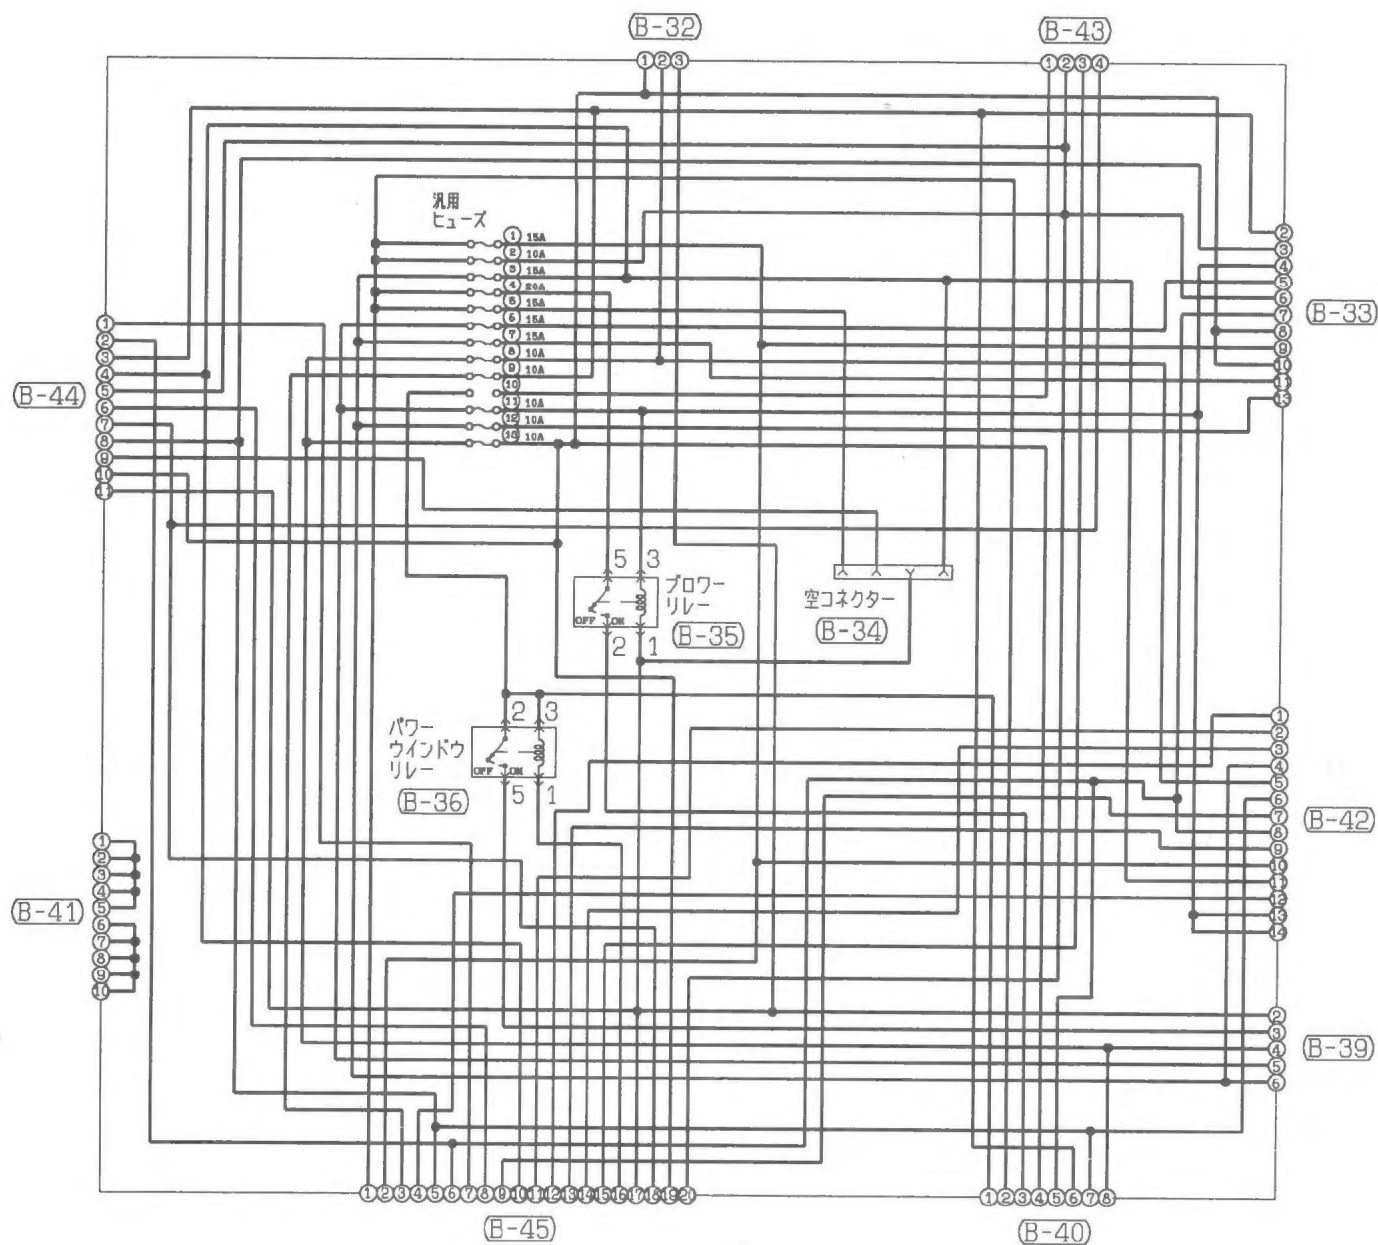 B-32
B-43
① ② ③
① ② ③ ④
汎用
ヒューズ
① 15A
② 10A
③ 15A
④ 20A
⑤ 15A
⑥ 15A
⑦ 15A
⑧ 10A
⑨ 10A
⑩
⑪ 10A
⑫ 10A
⑬ 10A
②
③
④
⑤
⑥
⑦
⑧
⑨
⑩
⑪
⑬
B-33
①
②
③
④
⑤
⑥
⑦
⑧
⑨
⑩
⑪
B-44
5 3
ブロワー
リレー
OFF ON
B-35
2 1
空コネクター
B-34
パワー
ウインドウ
リレー
2 3
OFF ON
B-36
5 1
①
②
③
④
⑤
⑥
⑦
⑧
⑨
⑩
⑪
⑫
⑬
⑭
B-42
①
②
③
④
⑤
⑥
⑦
⑧
⑨
⑩
B-41
②
③
④
⑤
⑥
B-39
① ② ③ ④ ⑤ ⑥ ⑦ ⑧ ⑨ ⑩ ⑪ ⑫ ⑬ ⑭ ⑮ ⑯ ⑰ ⑱ ⑲ ⑳
① ② ③ ④ ⑤ ⑥ ⑦ ⑧
B-45
B-40